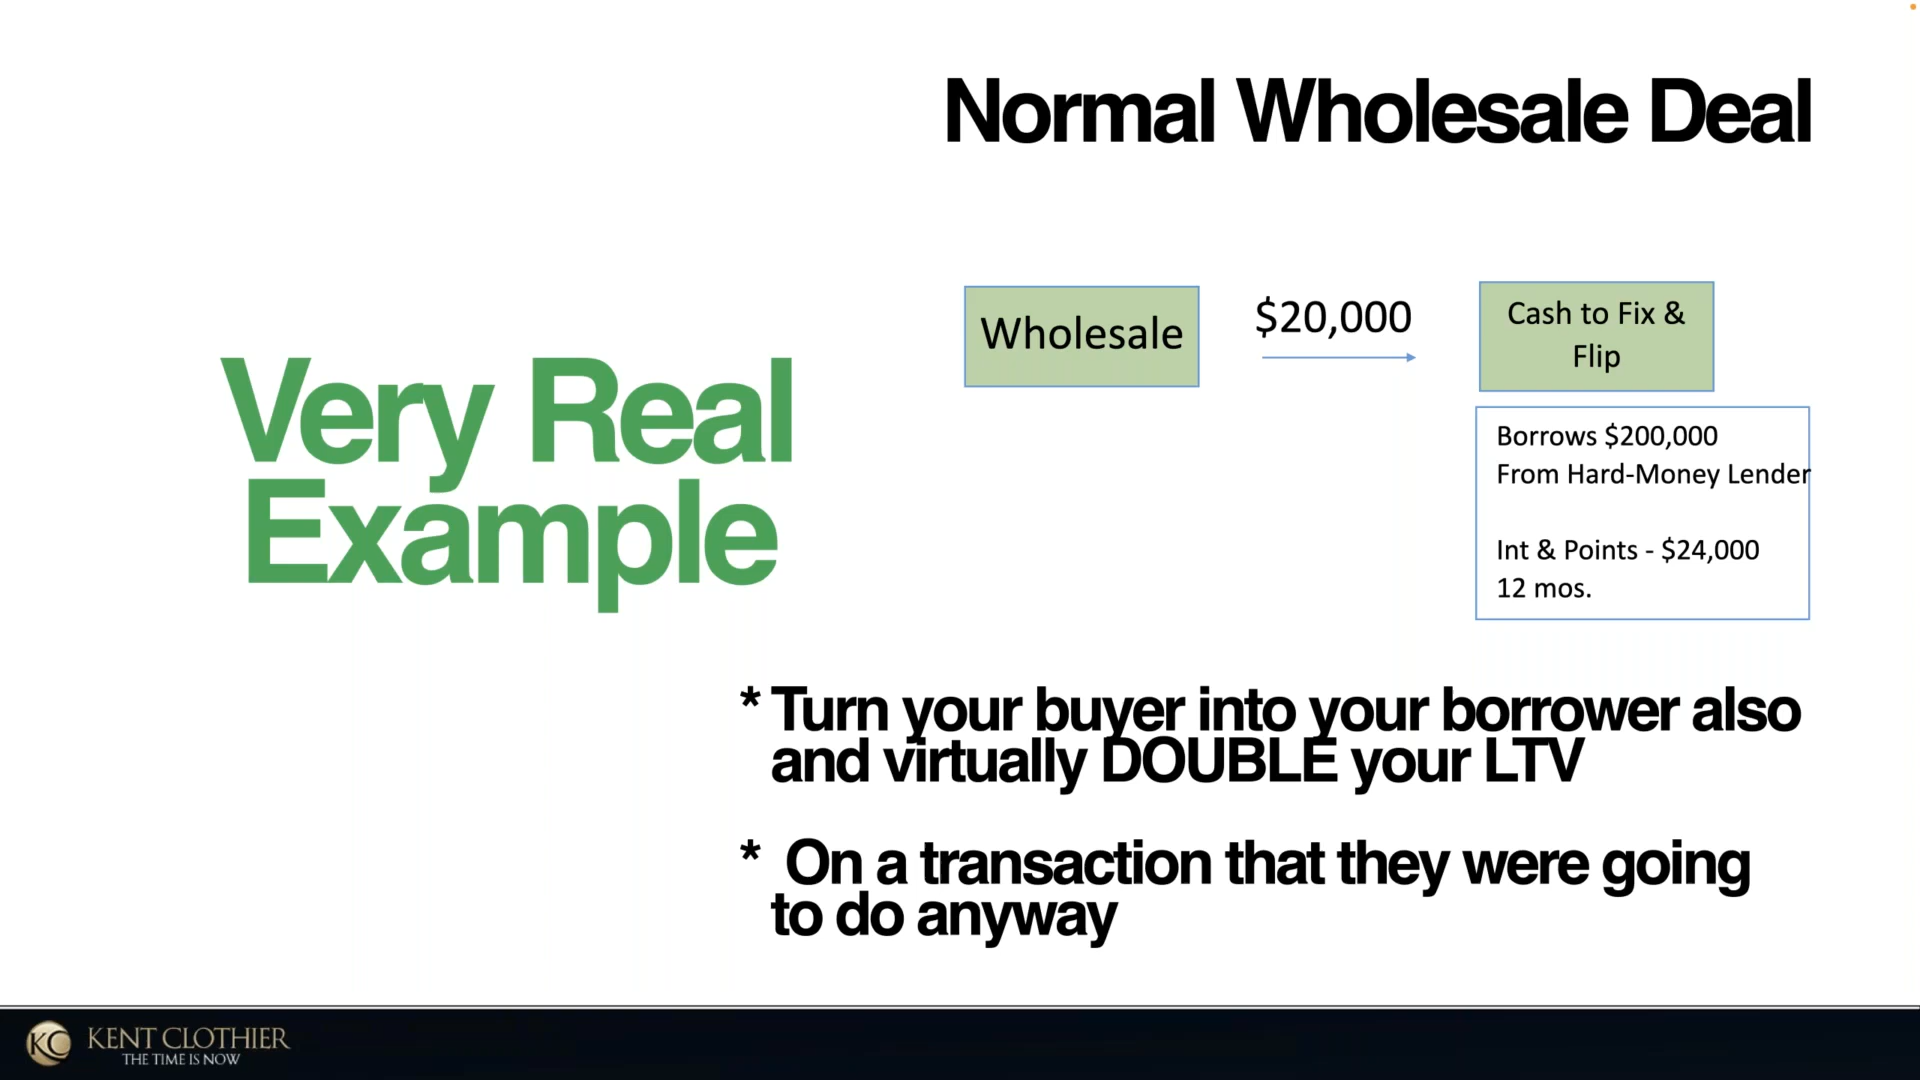 Normal Wholesale Deal
Very Real
Example
Wholesale
$20,000
Cash to Fix &
Flip
Borrows $200,000
From Hard-Money Lender
Int & Points - $24,000
12 mos.
* Turn your buyer into your borrower also
and virtually DOUBLE your LTV
* On a transaction that they were going
to do anyway
KC
KENT CLOTHIER
THE TIME IS NOW